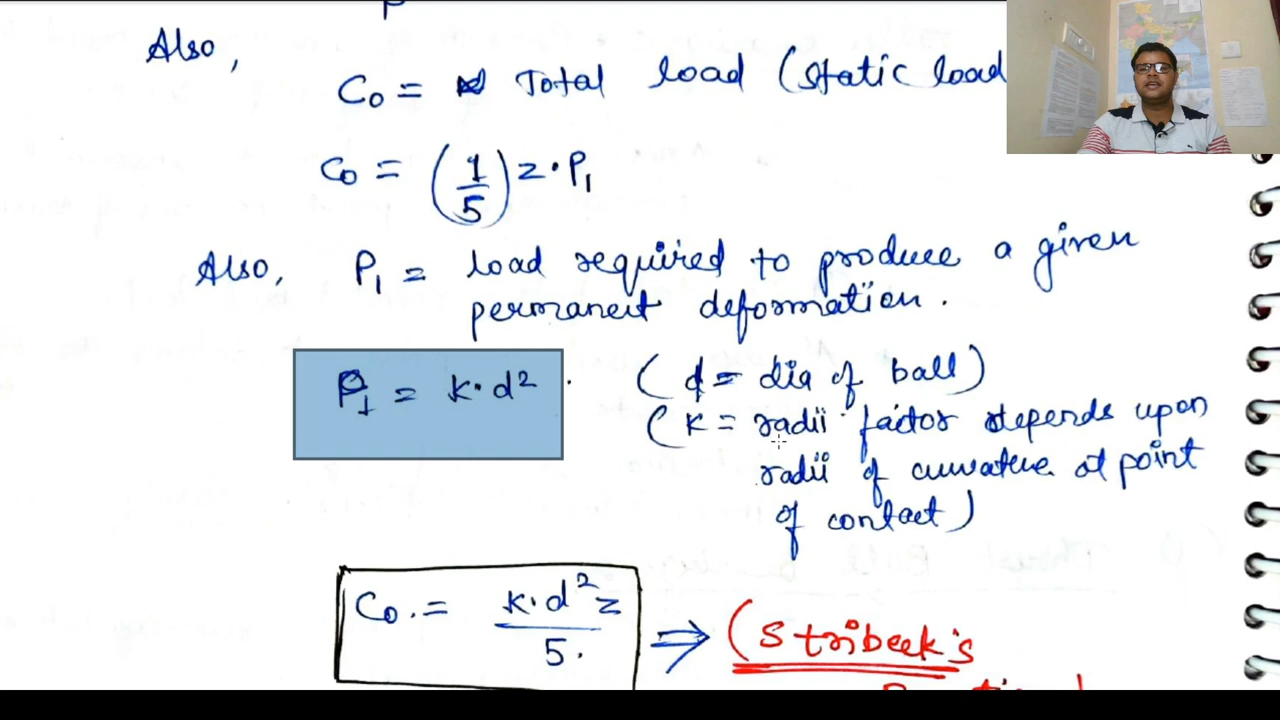 Also,
C₀ = Total load (static load
C₀ = (1/5) z · P₁
Also, P₁ = load required to produce a given
permanent deformation.
P₁ = k · d² . (d = dia of ball)
(k = radii factor depends upon
radii of curvature at point
of contact)
C₀ . = k · d² z / 5 . ⇒ (Stribeck's